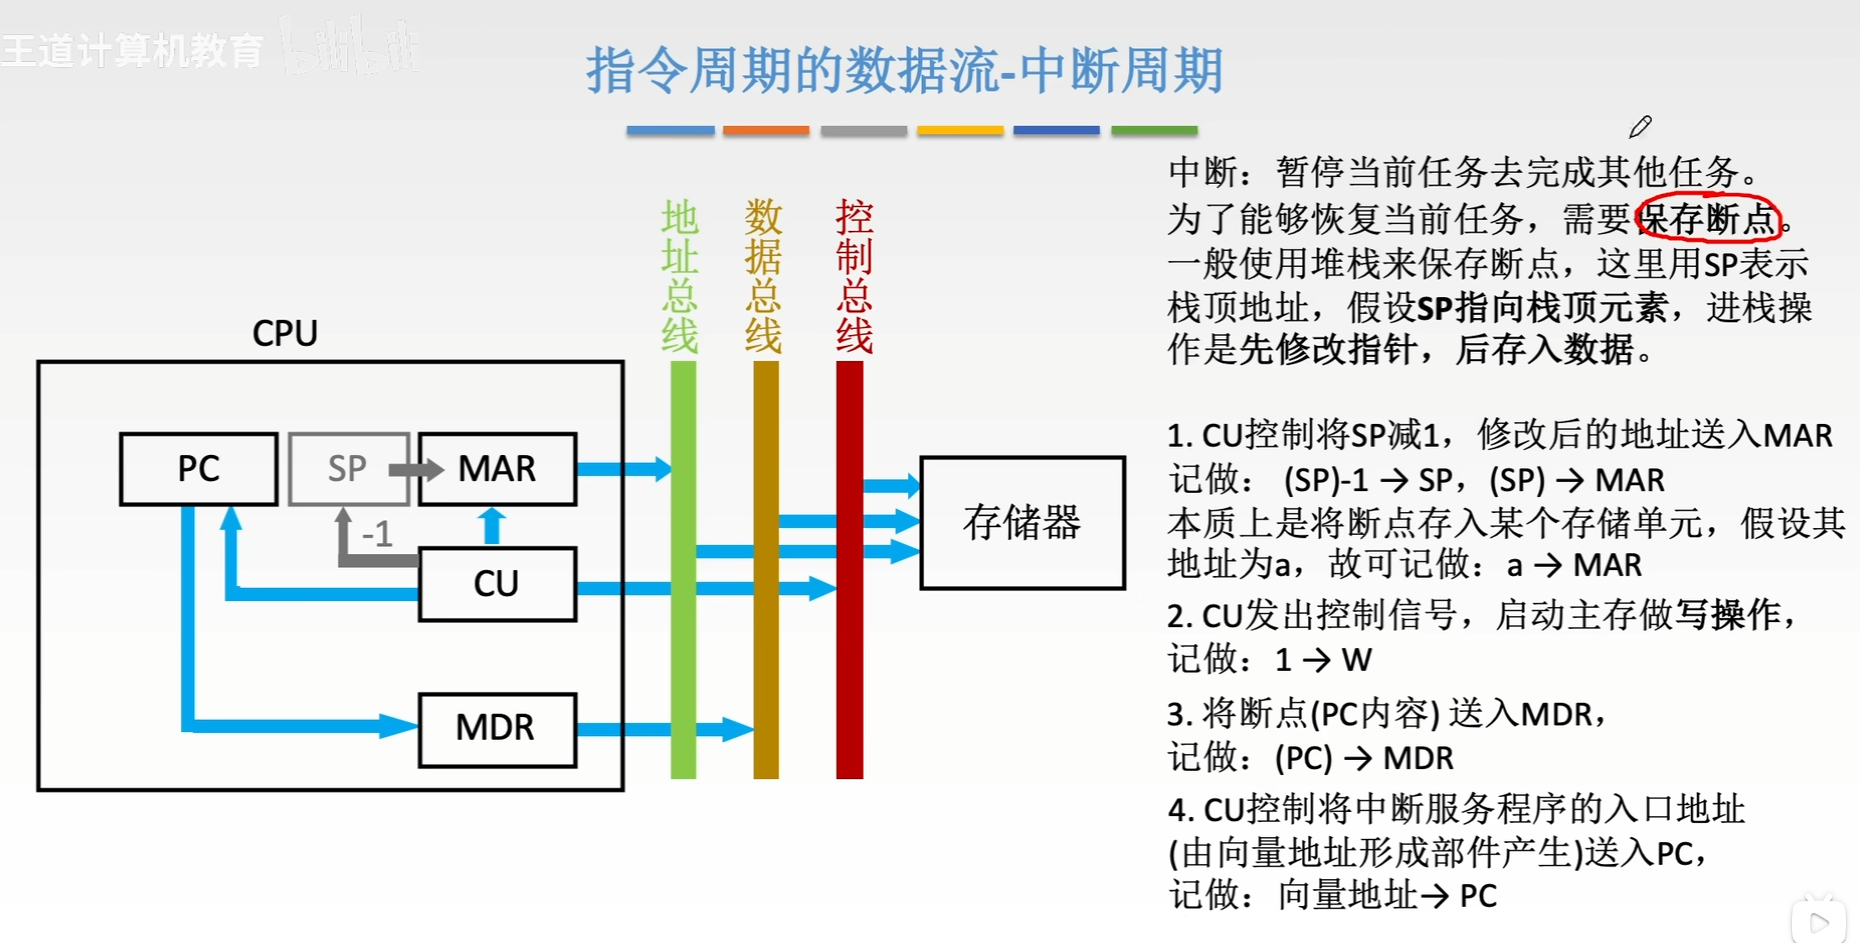 王道计算机教育 bilibili
指令周期的数据流-中断周期
中断：暂停当前任务去完成其他任务。
为了能够恢复当前任务，需要保存断点。
一般使用堆栈来保存断点，这里用SP表示
栈顶地址，假设SP指向栈顶元素，进栈操
作是先修改指针，后存入数据。
1. CU控制将SP减1，修改后的地址送入MAR
记做： (SP)-1 → SP，(SP) → MAR
本质上是将断点存入某个存储单元，假设其
地址为a，故可记做：a → MAR
2. CU发出控制信号，启动主存做写操作，
记做：1 → W
3. 将断点(PC内容) 送入MDR，
记做：(PC) → MDR
4. CU控制将中断服务程序的入口地址
(由向量地址形成部件产生)送入PC，
记做：向量地址→ PC
地址总线
数据总线
控制总线
CPU
PC
SP
MAR
-1
CU
MDR
存储器